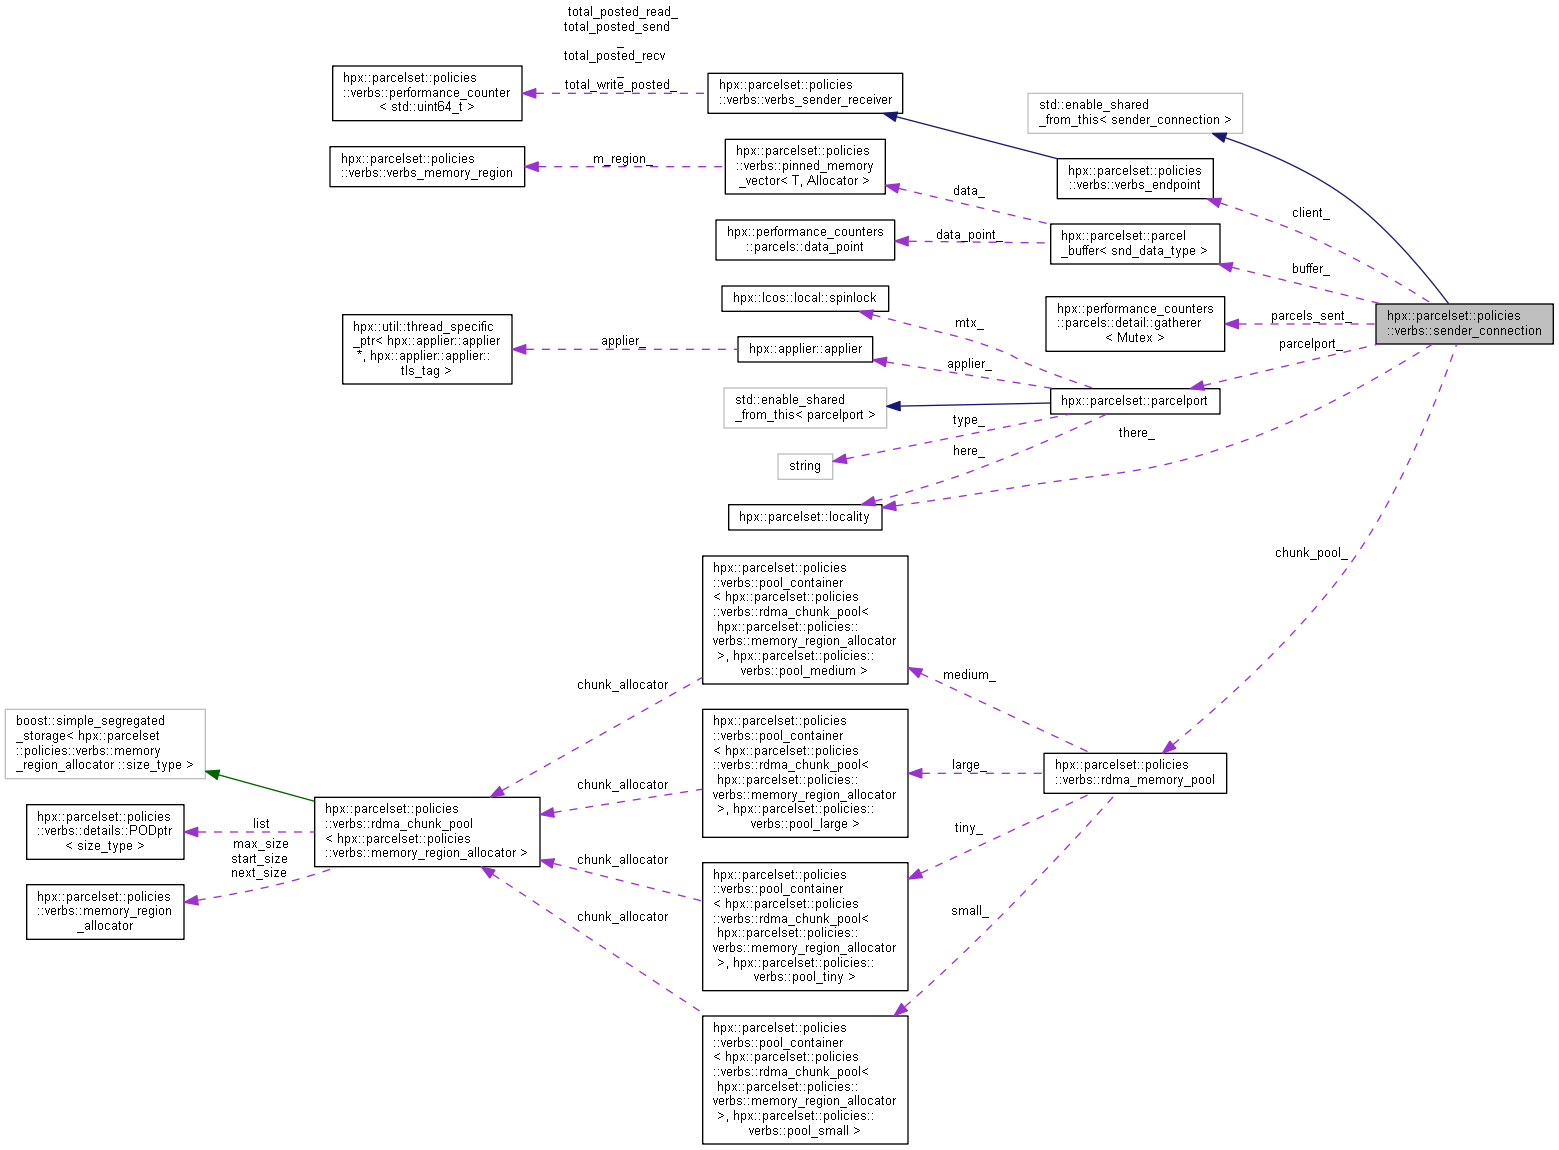 total_posted_read_
total_posted_send
_
total_posted_recv
_
total_write_posted_
hpx::parcelset::policies
::verbs::performance_counter
< std::uint64_t >
hpx::parcelset::policies
::verbs::verbs_sender_receiver
std::enable_shared
_from_this< sender_connection >
hpx::parcelset::policies
::verbs::verbs_memory_region
m_region_
hpx::parcelset::policies
::verbs::pinned_memory
_vector< T, Allocator >
hpx::parcelset::policies
::verbs::verbs_endpoint
data_
client_
hpx::performance_counters
::parcels::data_point
data_point_
hpx::parcelset::parcel
_buffer< snd_data_type >
buffer_
hpx::lcos::local::spinlock
mtx_
hpx::performance_counters
::parcels::detail::gatherer
< Mutex >
parcels_sent_
hpx::parcelset::policies
::verbs::sender_connection
parcelport_
hpx::util::thread_specific
_ptr< hpx::applier::applier
*, hpx::applier::applier::
tls_tag >
applier_
hpx::applier::applier
applier_
std::enable_shared
_from_this< parcelport >
hpx::parcelset::parcelport
type_
there_
here_
string
hpx::parcelset::locality
chunk_pool_
hpx::parcelset::policies
::verbs::pool_container
< hpx::parcelset::policies
::verbs::rdma_chunk_pool<
hpx::parcelset::policies::
verbs::memory_region_allocator
>, hpx::parcelset::policies::
verbs::pool_medium >
chunk_allocator
medium_
boost::simple_segregated
_storage< hpx::parcelset
::policies::verbs::memory
_region_allocator ::size_type >
hpx::parcelset::policies
::verbs::pool_container
< hpx::parcelset::policies
::verbs::rdma_chunk_pool<
hpx::parcelset::policies::
verbs::memory_region_allocator
>, hpx::parcelset::policies::
verbs::pool_large >
chunk_allocator
large_
hpx::parcelset::policies
::verbs::rdma_memory_pool
hpx::parcelset::policies
::verbs::details::PODptr
< size_type >
list
max_size
start_size
next_size
hpx::parcelset::policies
::verbs::rdma_chunk_pool
< hpx::parcelset::policies
::verbs::memory_region_allocator >
tiny_
chunk_allocator
hpx::parcelset::policies
::verbs::pool_container
< hpx::parcelset::policies
::verbs::rdma_chunk_pool<
hpx::parcelset::policies::
verbs::memory_region_allocator
>, hpx::parcelset::policies::
verbs::pool_tiny >
hpx::parcelset::policies
::verbs::memory_region
_allocator
small_
chunk_allocator
hpx::parcelset::policies
::verbs::pool_container
< hpx::parcelset::policies
::verbs::rdma_chunk_pool<
hpx::parcelset::policies::
verbs::memory_region_allocator
>, hpx::parcelset::policies::
verbs::pool_small >